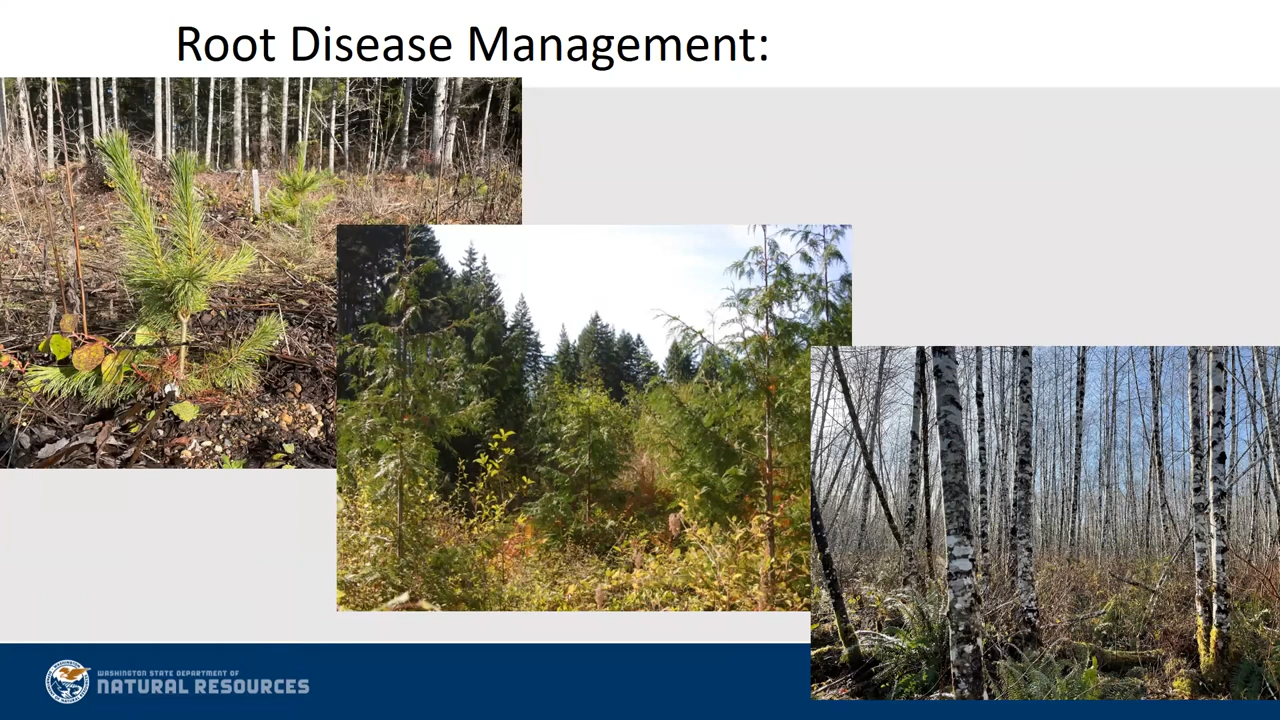 Root Disease Management:
WASHINGTON STATE DEPARTMENT OF
NATURAL RESOURCES